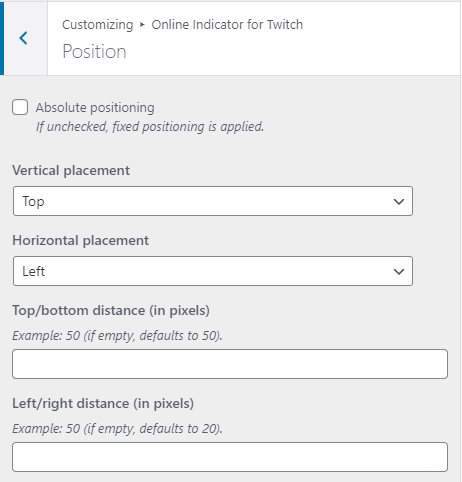 Customizing ▸ Online Indicator for Twitch
Position
Absolute positioning
If unchecked, fixed positioning is applied.
Vertical placement
Top
Horizontal placement
Left
Top/bottom distance (in pixels)
Example: 50 (if empty, defaults to 50).
Left/right distance (in pixels)
Example: 50 (if empty, defaults to 20).